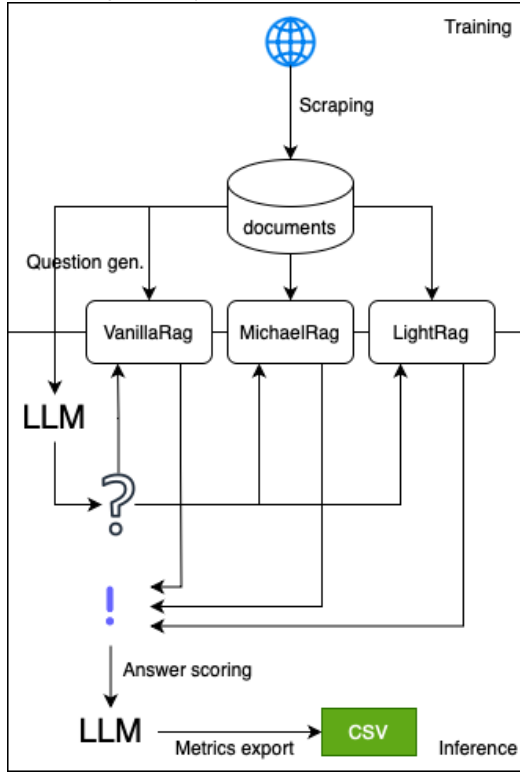 Training
Scraping
documents
Question gen.
VanillaRag
MichaelRag
LightRag
LLM
?
!
Answer scoring
LLM
Metrics export
CSV
Inference